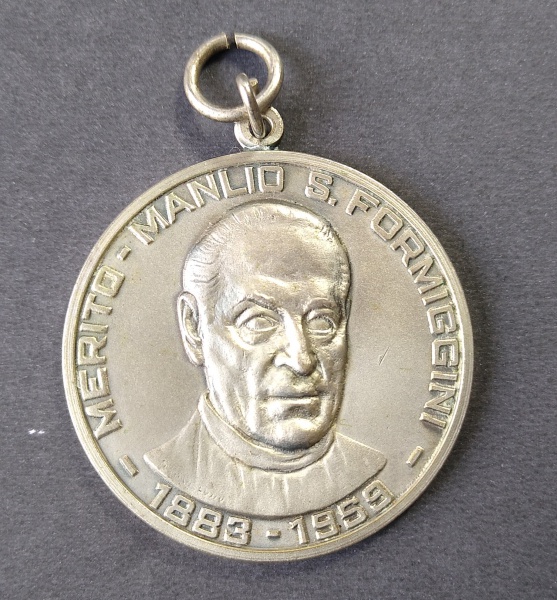 MERITO - MANLIO S. FORMIGGINI
- 1883 - 1959 -